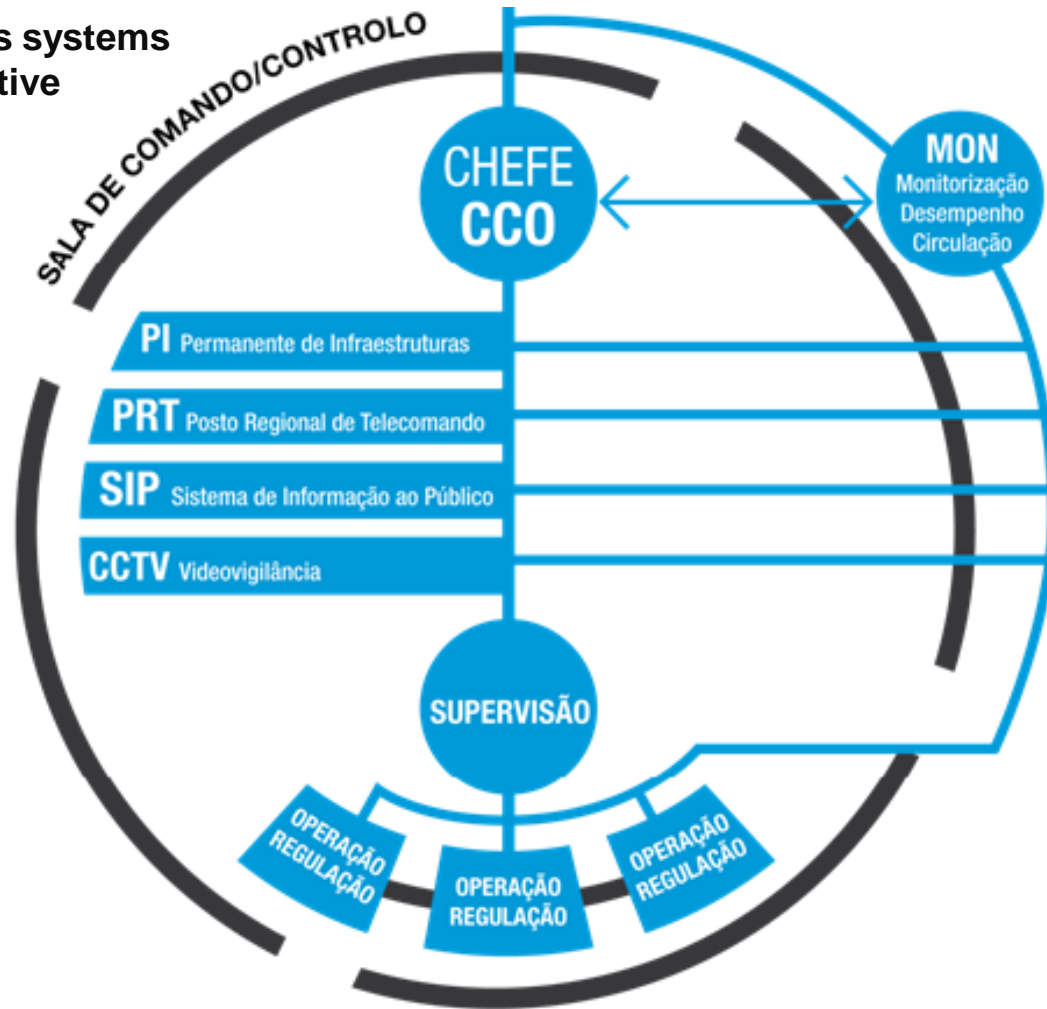 s systems
tive
SALA DE COMANDO/CONTROLO
CHEFE
CCO
MON
Monitorização
Desempenho
Circulação
PI Permanente de Infraestruturas
PRT Posto Regional de Telecomando
SIP Sistema de Informação ao Público
CCTV Videovigilância
SUPERVISÃO
OPERAÇÃO
REGULAÇÃO
OPERAÇÃO
REGULAÇÃO
OPERAÇÃO
REGULAÇÃO